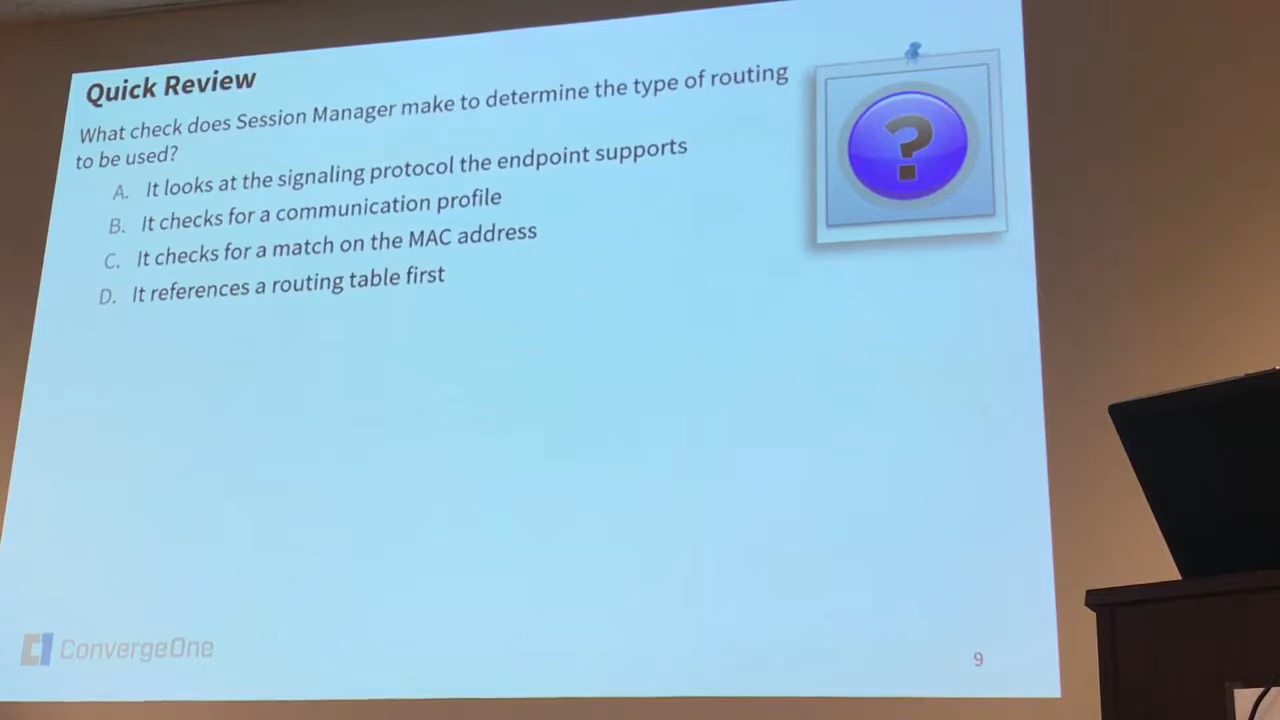 Quick Review
What check does Session Manager make to determine the type of routing
to be used?
A. It looks at the signaling protocol the endpoint supports
B. It checks for a communication profile
C. It checks for a match on the MAC address
D. It references a routing table first
?
ConvergeOne
9